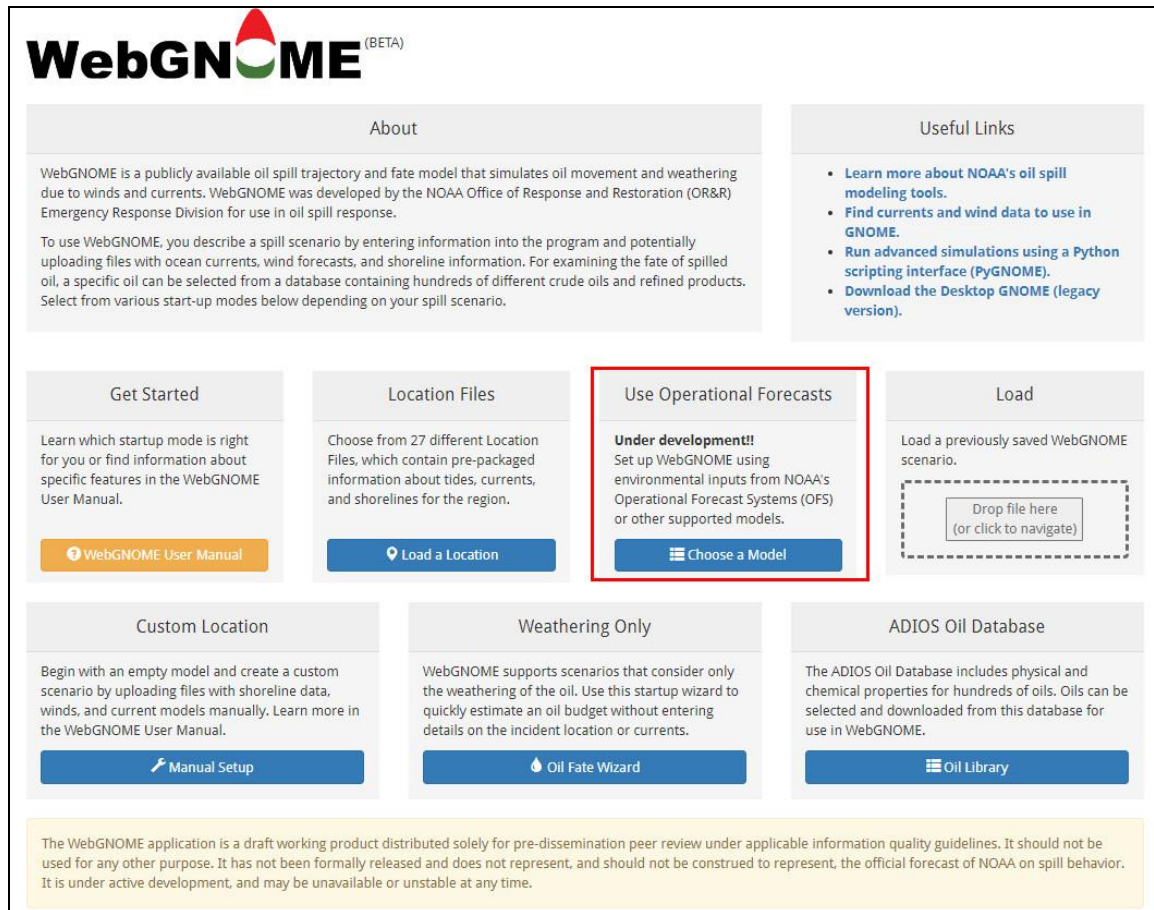 WebGNOME (BETA)
About
WebGNOME is a publicly available oil spill trajectory and fate model that simulates oil movement and weathering
due to winds and currents. WebGNOME was developed by the NOAA Office of Response and Restoration (OR&R)
Emergency Response Division for use in oil spill response.
To use WebGNOME, you describe a spill scenario by entering information into the program and potentially
uploading files with ocean currents, wind forecasts, and shoreline information. For examining the fate of spilled
oil, a specific oil can be selected from a database containing hundreds of different crude oils and refined products.
Select from various start-up modes below depending on your spill scenario.
Useful Links
• Learn more about NOAA's oil spill
modeling tools.
• Find currents and wind data to use in
GNOME.
• Run advanced simulations using a Python
scripting interface (PyGNOME).
• Download the Desktop GNOME (legacy
version).
Get Started
Learn which startup mode is right
for you or find information about
specific features in the WebGNOME
User Manual.
WebGNOME User Manual
Location Files
Choose from 27 different Location
Files, which contain pre-packaged
information about tides, currents,
and shorelines for the region.
Load a Location
Use Operational Forecasts
Under development!!
Set up WebGNOME using
environmental inputs from NOAA's
Operational Forecast Systems (OFS)
or other supported models.
Choose a Model
Load
Load a previously saved WebGNOME
scenario.
Drop file here
(or click to navigate)
Custom Location
Begin with an empty model and create a custom
scenario by uploading files with shoreline data,
winds, and current models manually. Learn more in
the WebGNOME User Manual.
Manual Setup
Weathering Only
WebGNOME supports scenarios that consider only
the weathering of the oil. Use this startup wizard to
quickly estimate an oil budget without entering
details on the incident location or currents.
Oil Fate Wizard
ADIOS Oil Database
The ADIOS Oil Database includes physical and
chemical properties for hundreds of oils. Oils can be
selected and downloaded from this database for
use in WebGNOME.
Oil Library
The WebGNOME application is a draft working product distributed solely for pre-dissemination peer review under applicable information quality guidelines. It should not be
used for any other purpose. It has not been formally released and does not represent, and should not be construed to represent, the official forecast of NOAA on spill behavior.
It is under active development, and may be unavailable or unstable at any time.